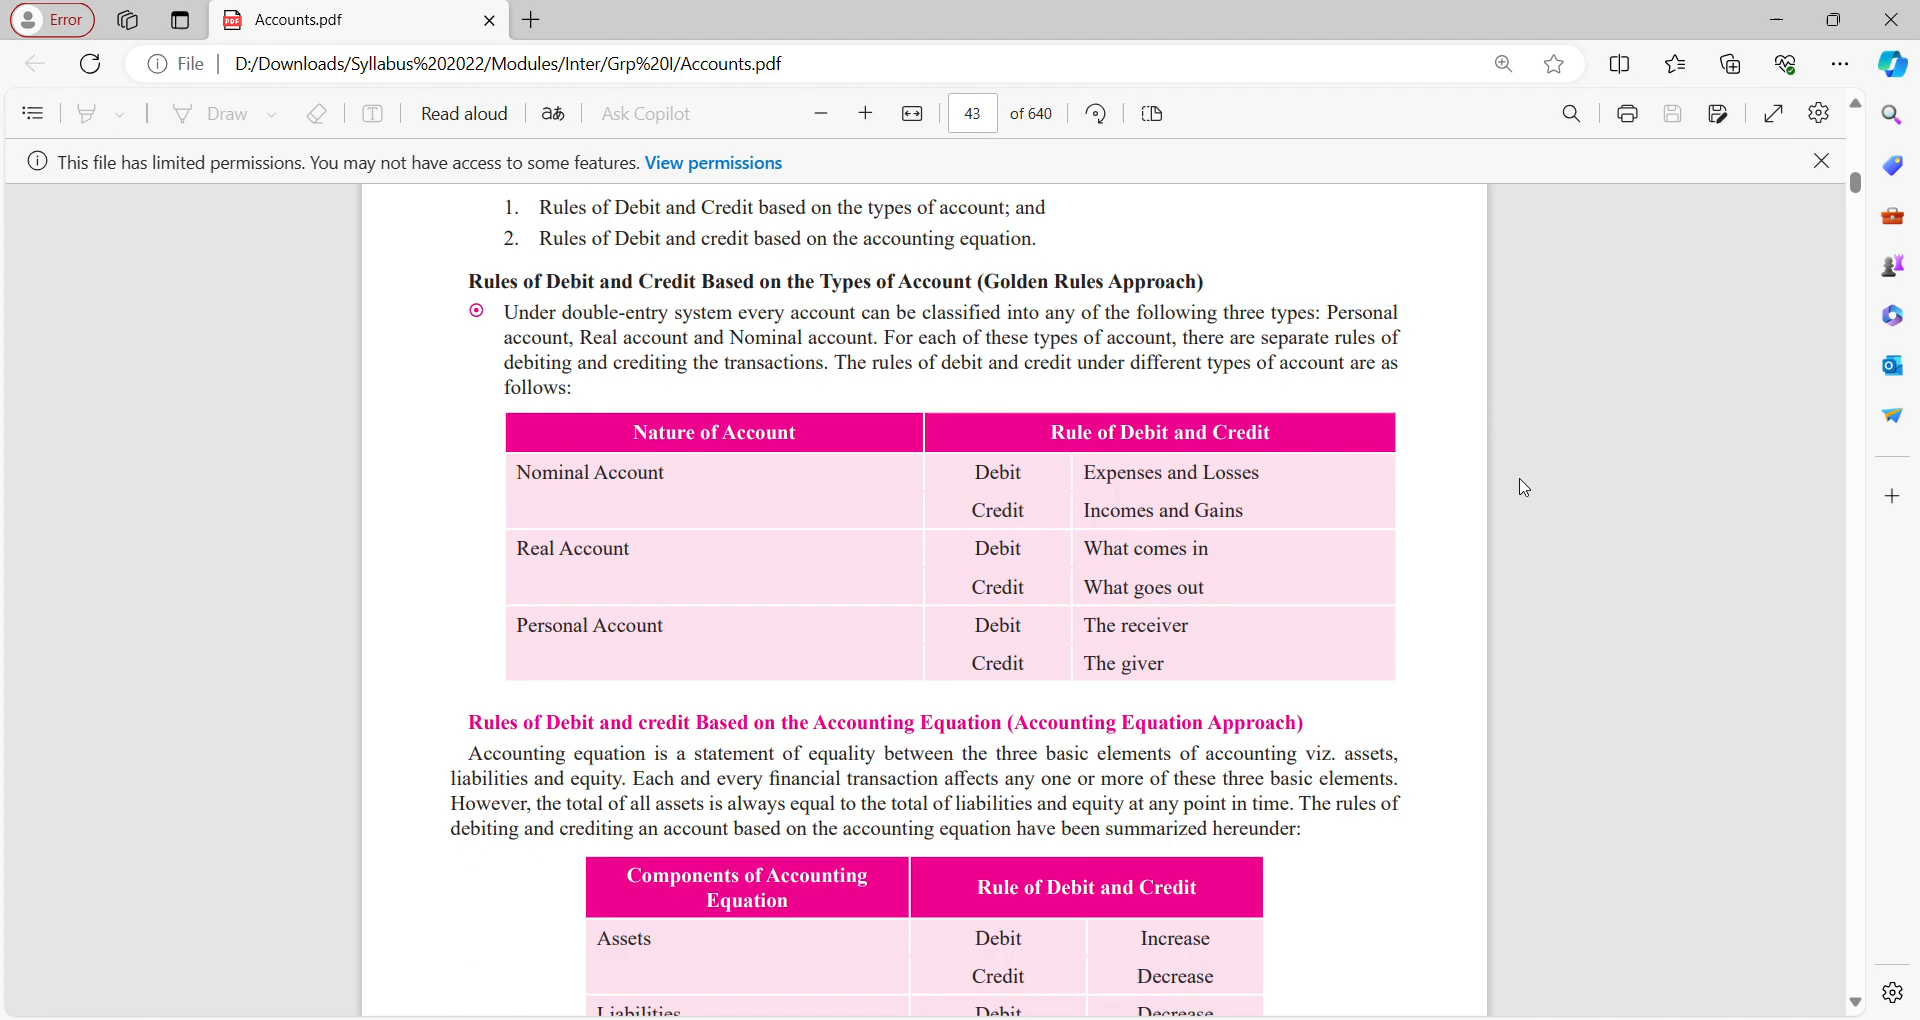 Error
Accounts.pdf
File
D:/Downloads/Syllabus%202022/Modules/Inter/Grp%20I/Accounts.pdf
Draw
Read aloud
aあ
Ask Copilot
43
of 640
This file has limited permissions. You may not have access to some features. View permissions
1. Rules of Debit and Credit based on the types of account; and
2. Rules of Debit and credit based on the accounting equation.
Rules of Debit and Credit Based on the Types of Account (Golden Rules Approach)
Under double-entry system every account can be classified into any of the following three types: Personal
account, Real account and Nominal account. For each of these types of account, there are separate rules of
debiting and crediting the transactions. The rules of debit and credit under different types of account are as
follows:
Nature of Account Rule of Debit and Credit
Nominal Account Debit Expenses and Losses
Credit Incomes and Gains
Real Account Debit What comes in
Credit What goes out
Personal Account Debit The receiver
Credit The giver
Rules of Debit and credit Based on the Accounting Equation (Accounting Equation Approach)
Accounting equation is a statement of equality between the three basic elements of accounting viz. assets,
liabilities and equity. Each and every financial transaction affects any one or more of these three basic elements.
However, the total of all assets is always equal to the total of liabilities and equity at any point in time. The rules of
debiting and crediting an account based on the accounting equation have been summarized hereunder:
Components of Accounting
Equation
Rule of Debit and Credit
Assets Debit Increase
Credit Decrease
Liabilities Debit Decrease